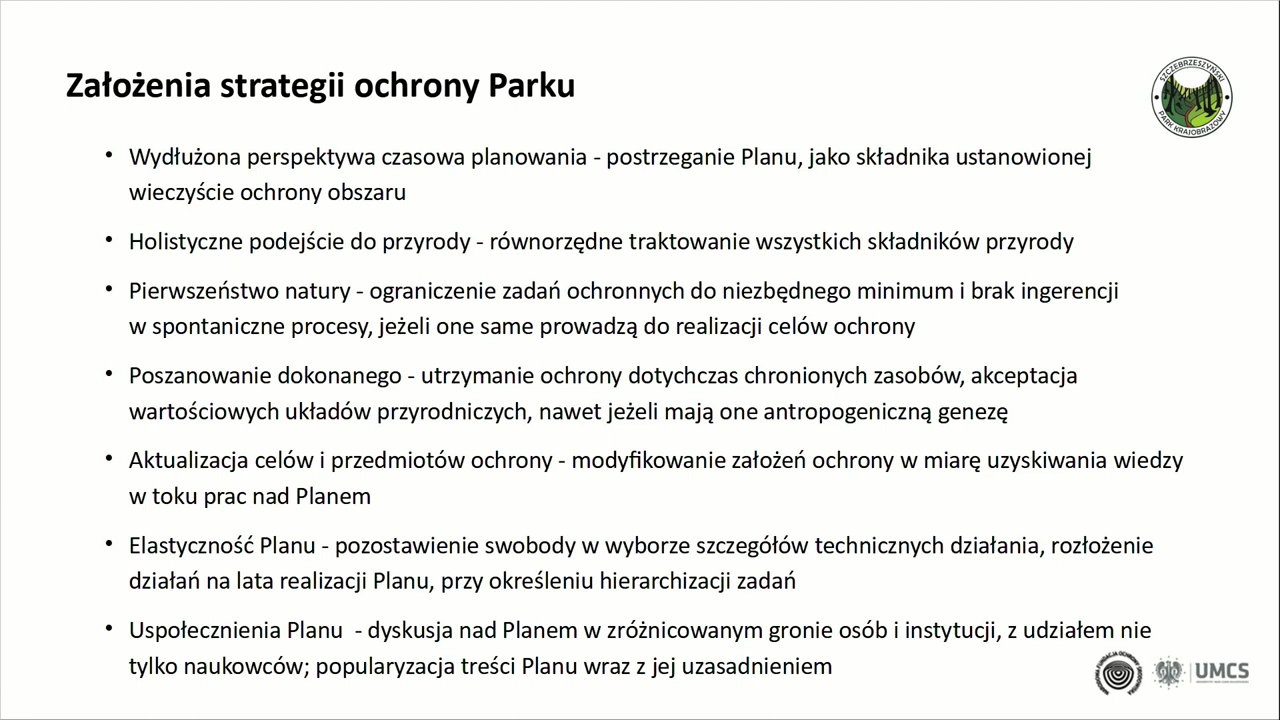 Założenia strategii ochrony Parku
SZCZEBRZESZYŃSKI
PARK KRAJOBRAZOWY
• Wydłużona perspektywa czasowa planowania - postrzeganie Planu, jako składnika ustanowionej
wieczyście ochrony obszaru
• Holistyczne podejście do przyrody - równorzędne traktowanie wszystkich składników przyrody
• Pierwszeństwo natury - ograniczenie zadań ochronnych do niezbędnego minimum i brak ingerencji
w spontaniczne procesy, jeżeli one same prowadzą do realizacji celów ochrony
• Poszanowanie dokonanego - utrzymanie ochrony dotychczas chronionych zasobów, akceptacja
wartościowych układów przyrodniczych, nawet jeżeli mają one antropogeniczną genezę
• Aktualizacja celów i przedmiotów ochrony - modyfikowanie założeń ochrony w miarę uzyskiwania wiedzy
w toku prac nad Planem
• Elastyczność Planu - pozostawienie swobody w wyborze szczegółów technicznych działania, rozłożenie
działań na lata realizacji Planu, przy określeniu hierarchizacji zadań
• Uspołecznienia Planu - dyskusja nad Planem w zróżnicowanym gronie osób i instytucji, z udziałem nie
tylko naukowców; popularyzacja treści Planu wraz z jej uzasadnieniem
NARODOWA FUNDACJA OCHRONY ŚRODOWISKA
UMCS